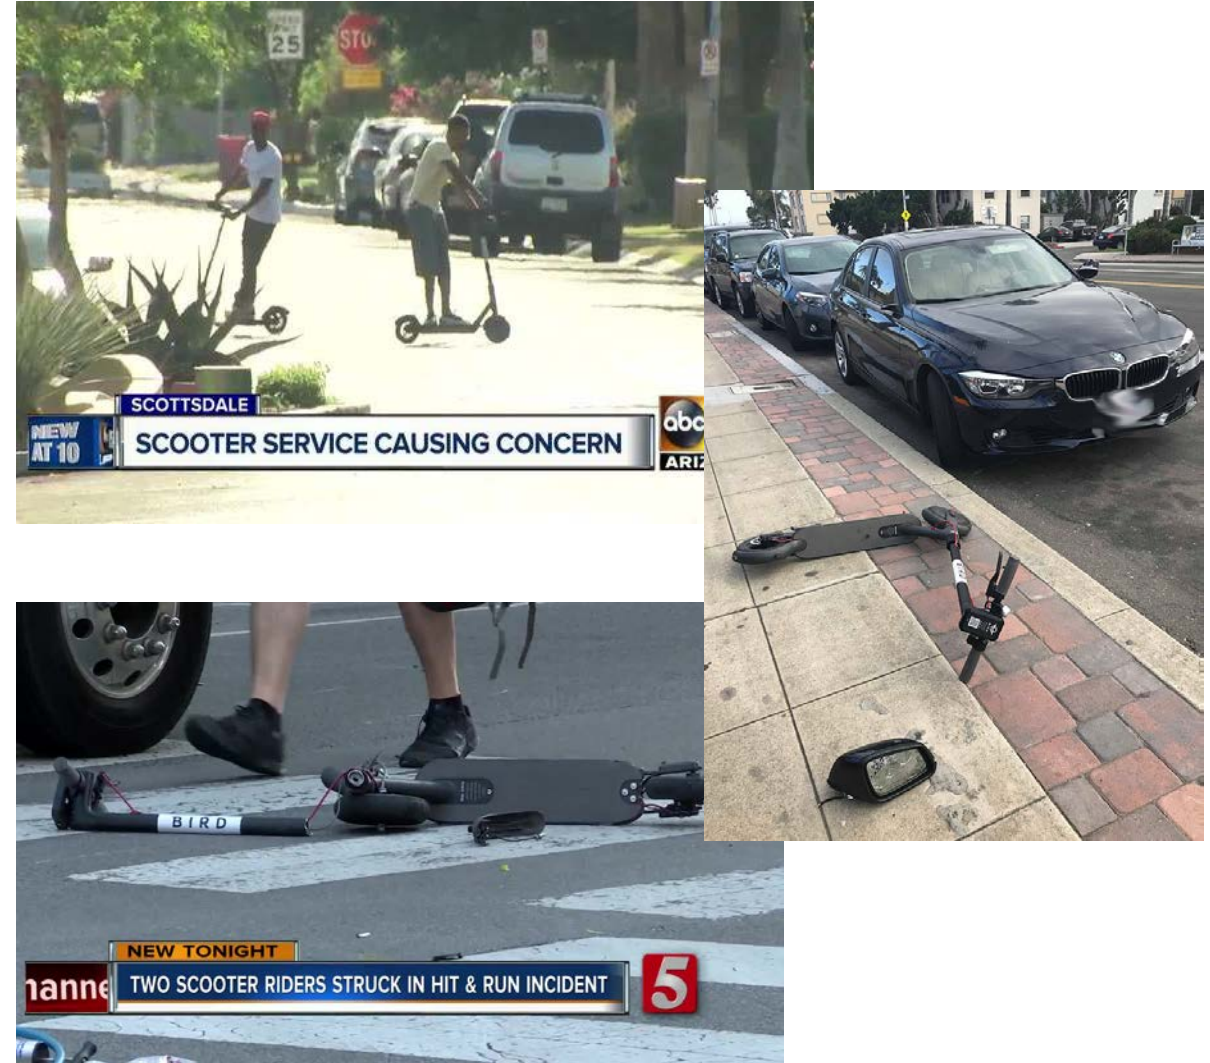 SPEED
LIMIT
25
STO
SCOTTSDALE
NEW
AT 10
SCOOTER SERVICE CAUSING CONCERN
abc
ARIZ
BIRD
NEW TONIGHT
hanne
TWO SCOOTER RIDERS STRUCK IN HIT & RUN INCIDENT
5